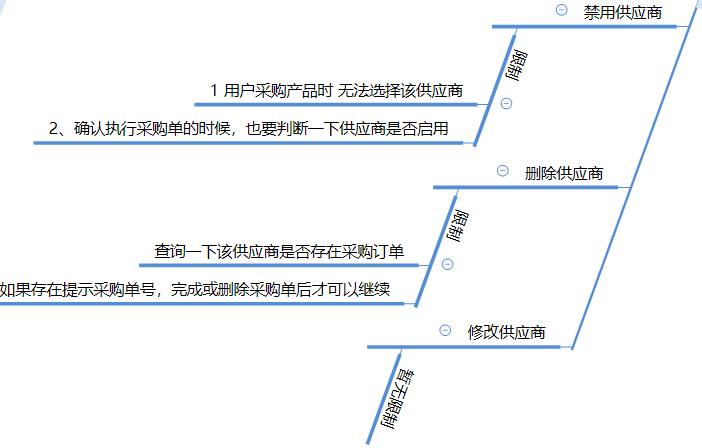 禁用供应商
限制
1 用户采购产品时 无法选择该供应商
2、确认执行采购单的时候，也要判断一下供应商是否启用
删除供应商
限制
查询一下该供应商是否存在采购订单
如果存在提示采购单号，完成或删除采购单后才可以继续
修改供应商
暂无限制